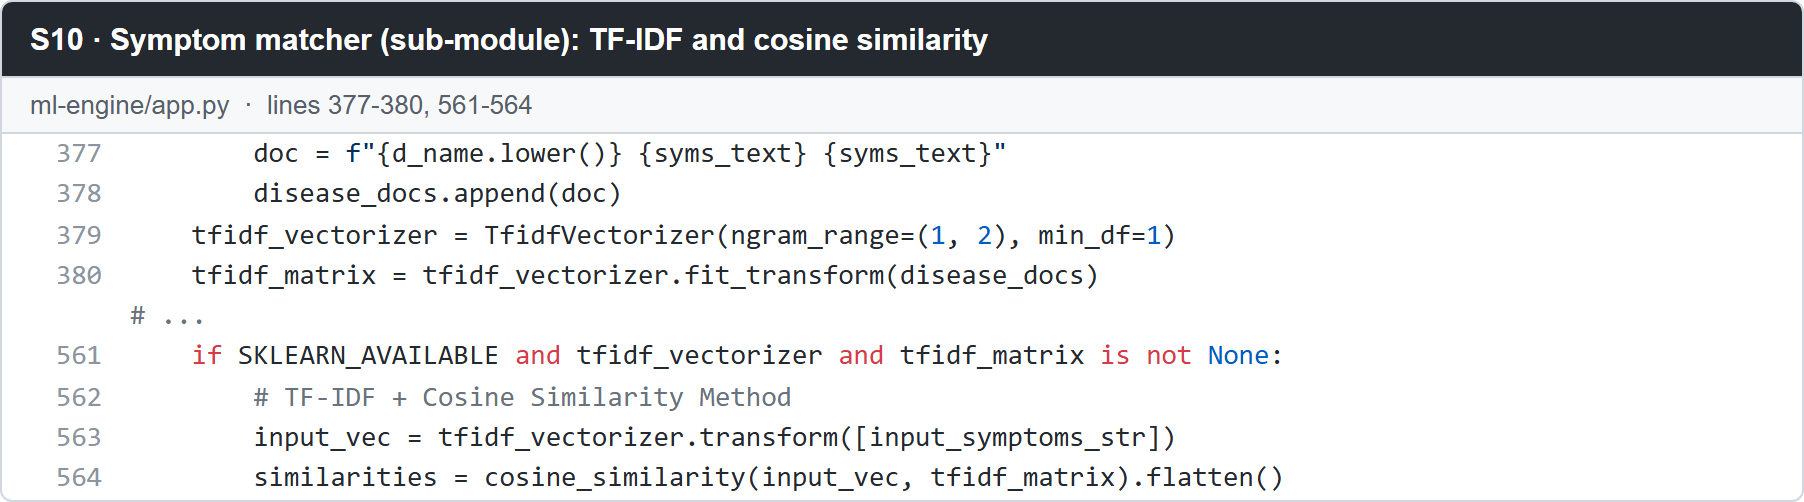 S10 · Symptom matcher (sub-module): TF-IDF and cosine similarity
ml-engine/app.py · lines 377-380, 561-564
377         doc = f"{d_name.lower()} {syms_text} {syms_text}"
378         disease_docs.append(doc)
379     tfidf_vectorizer = TfidfVectorizer(ngram_range=(1, 2), min_df=1)
380     tfidf_matrix = tfidf_vectorizer.fit_transform(disease_docs)
# ...
561     if SKLEARN_AVAILABLE and tfidf_vectorizer and tfidf_matrix is not None:
562         # TF-IDF + Cosine Similarity Method
563         input_vec = tfidf_vectorizer.transform([input_symptoms_str])
564         similarities = cosine_similarity(input_vec, tfidf_matrix).flatten()